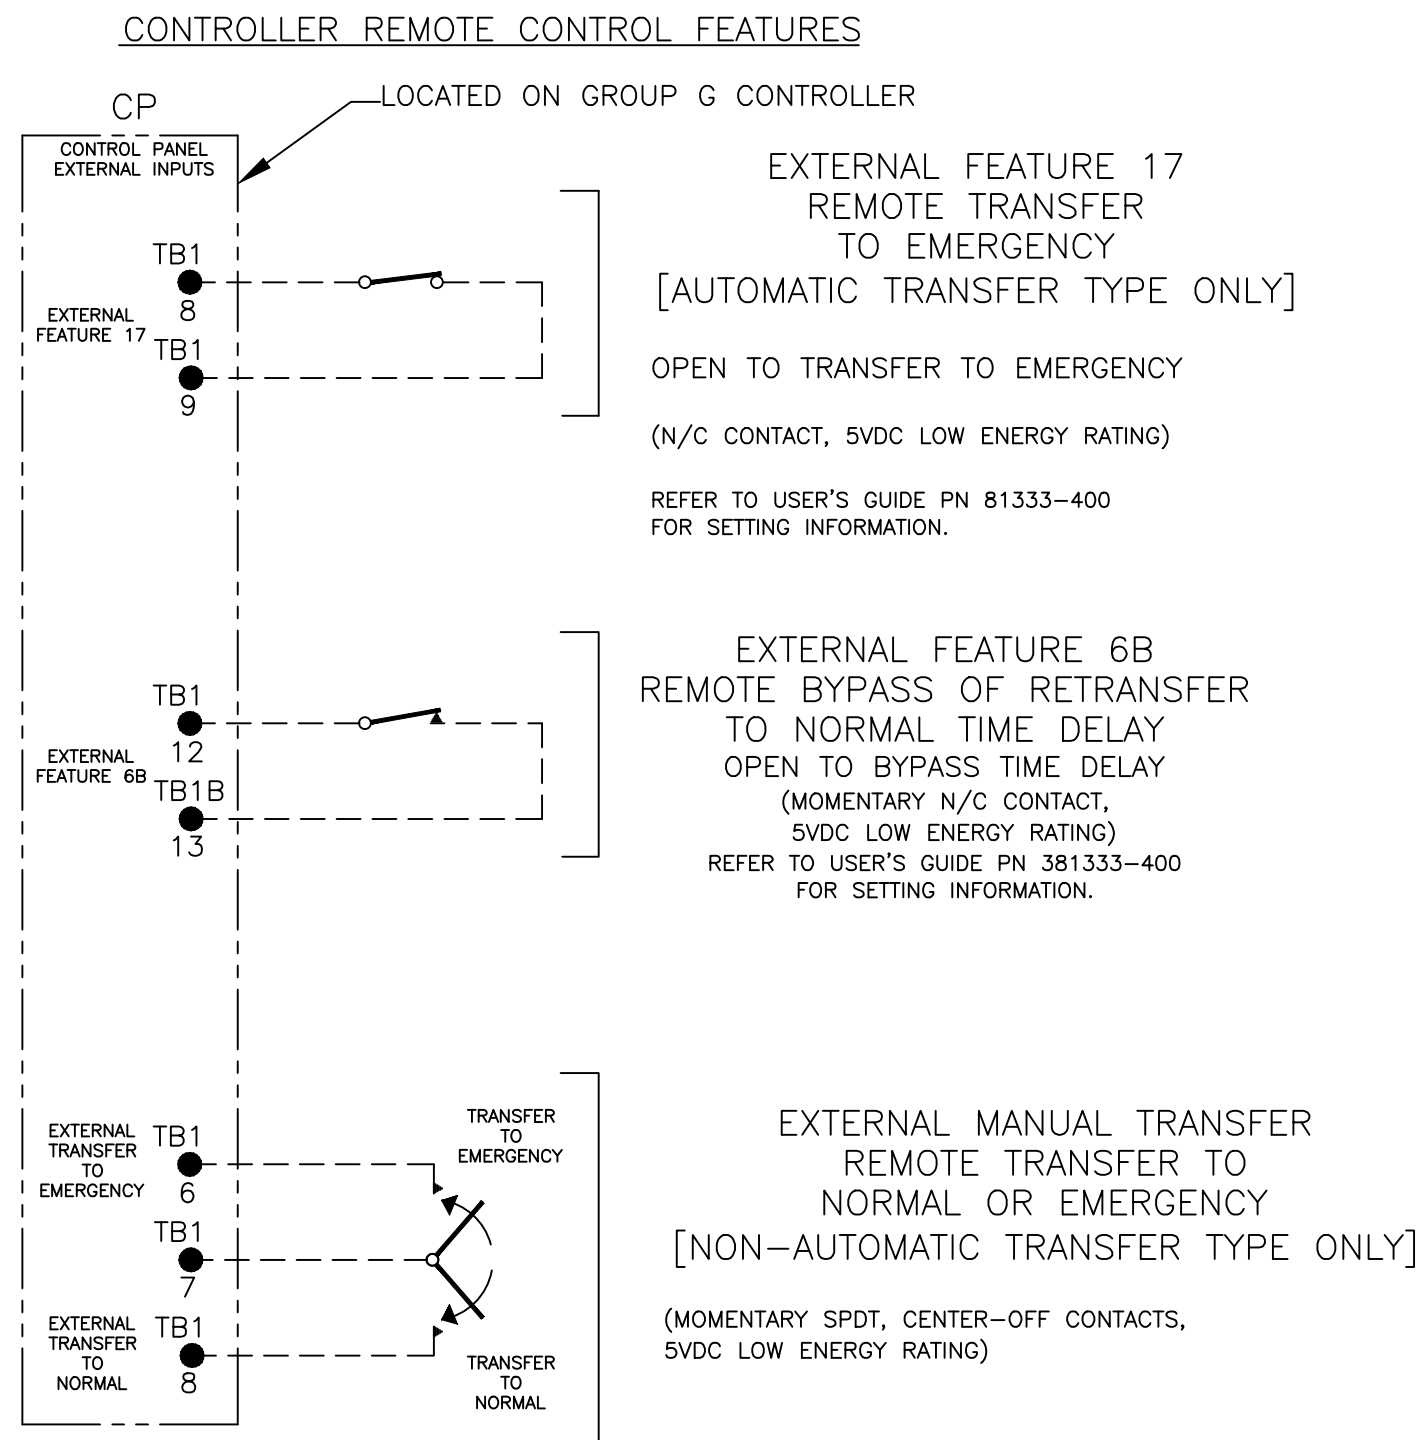 CONTROLLER REMOTE CONTROL FEATURES
LOCATED ON GROUP G CONTROLLER
CP
CONTROL PANEL
EXTERNAL INPUTS
EXTERNAL FEATURE 17
REMOTE TRANSFER
TO EMERGENCY
[AUTOMATIC TRANSFER TYPE ONLY]
TB1
8
EXTERNAL
FEATURE 17
TB1
9
OPEN TO TRANSFER TO EMERGENCY
(N/C CONTACT, 5VDC LOW ENERGY RATING)
REFER TO USER'S GUIDE PN 81333-400
FOR SETTING INFORMATION.
EXTERNAL FEATURE 6B
REMOTE BYPASS OF RETRANSFER
TO NORMAL TIME DELAY
OPEN TO BYPASS TIME DELAY
(MOMENTARY N/C CONTACT,
5VDC LOW ENERGY RATING)
REFER TO USER'S GUIDE PN 381333-400
FOR SETTING INFORMATION.
TB1
12
EXTERNAL
FEATURE 6B
TB1B
13
EXTERNAL
TRANSFER
TO
EMERGENCY
TB1
6
TB1
7
EXTERNAL
TRANSFER
TO
NORMAL
TB1
8
TRANSFER
TO
EMERGENCY
TRANSFER
TO
NORMAL
EXTERNAL MANUAL TRANSFER
REMOTE TRANSFER TO
NORMAL OR EMERGENCY
[NON-AUTOMATIC TRANSFER TYPE ONLY]
(MOMENTARY SPDT, CENTER-OFF CONTACTS,
5VDC LOW ENERGY RATING)